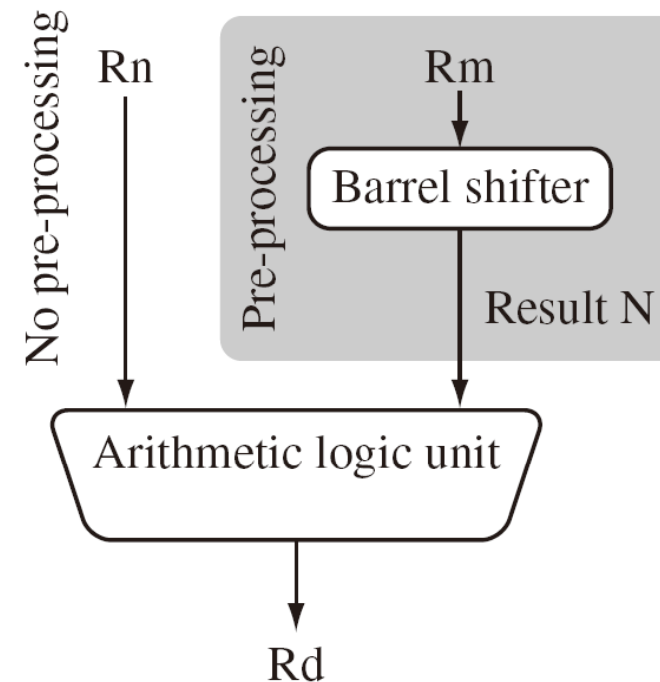 No pre-processing
Rn
Pre-processing
Rm
Barrel shifter
Result N
Arithmetic logic unit
Rd